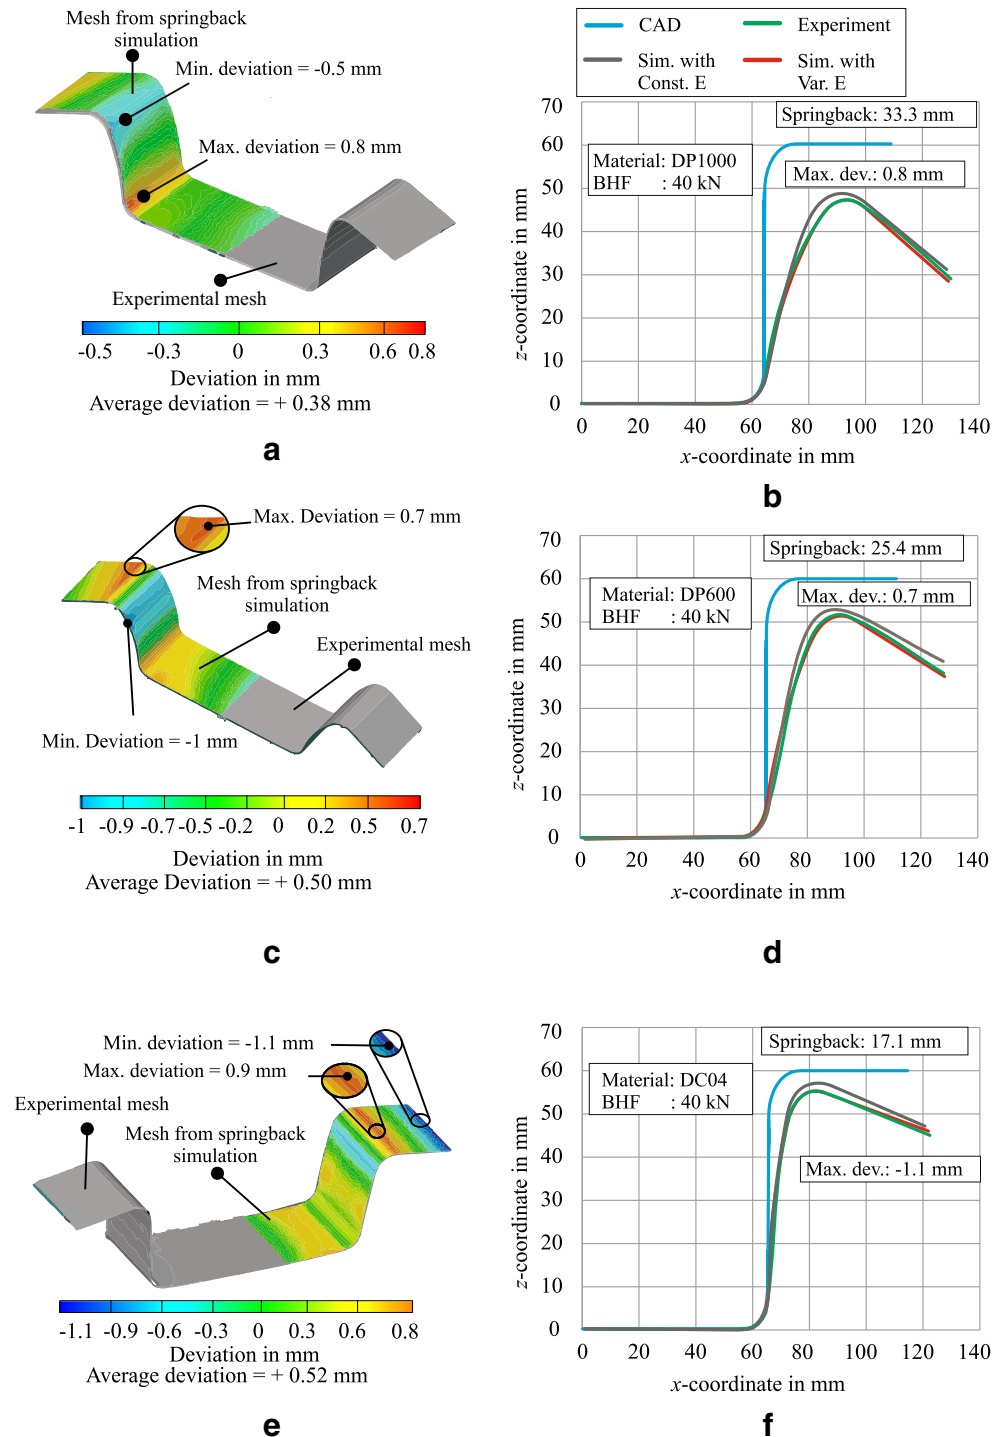 Mesh from springback
simulation
Min. deviation = -0.5 mm
Max. deviation = 0.8 mm
Experimental mesh
-0.5 -0.3 0 0.3 0.6 0.8
Deviation in mm
Average deviation = + 0.38 mm
a
CAD
Experiment
Sim. with
Const. E
Sim. with
Var. E
Springback: 33.3 mm
Material: DP1000
BHF : 40 kN
Max. dev.: 0.8 mm
z-coordinate in mm
70
60
50
40
30
20
10
0
0 20 40 60 80 100 120 140
x-coordinate in mm
b
Max. Deviation = 0.7 mm
Mesh from springback
simulation
Experimental mesh
Min. Deviation = -1 mm
-1 -0.9 -0.7 -0.5 -0.2 0 0.2 0.5 0.7
Deviation in mm
Average Deviation = + 0.50 mm
c
Springback: 25.4 mm
Material: DP600
BHF : 40 kN
Max. dev.: 0.7 mm
z-coordinate in mm
70
60
50
40
30
20
10
0
0 20 40 60 80 100 120 140
x-coordinate in mm
d
Min. deviation = -1.1 mm
Max. deviation = 0.9 mm
Experimental mesh
Mesh from springback
simulation
-1.1 -0.9 -0.6 -0.3 0 0.3 0.6 0.8
Deviation in mm
Average deviation = + 0.52 mm
e
Springback: 17.1 mm
Material: DC04
BHF : 40 kN
Max. dev.: -1.1 mm
z-coordinate in mm
70
60
50
40
30
20
10
0
0 20 40 60 80 100 120 140
x-coordinate in mm
f